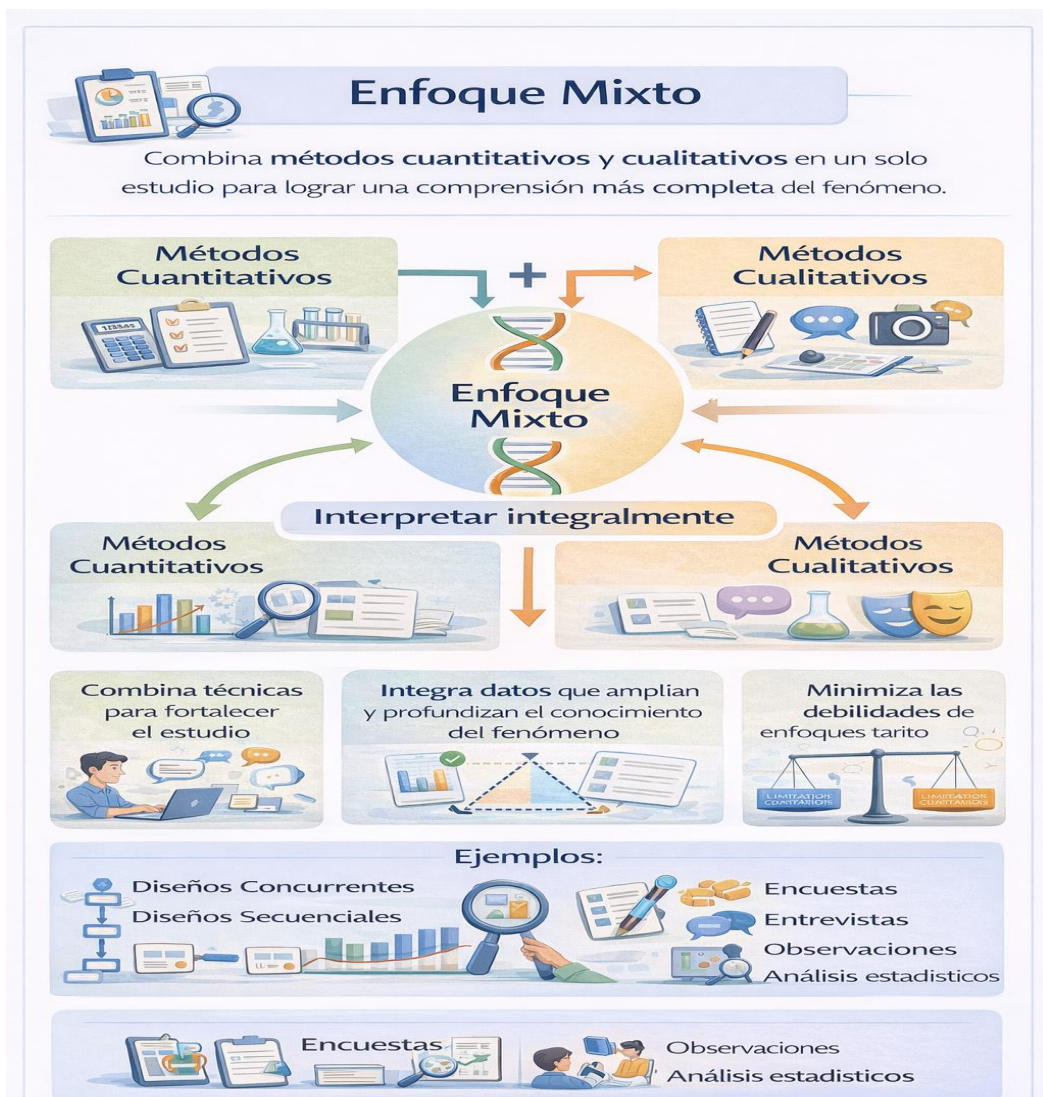 Enfoque Mixto
Combina métodos cuantitativos y cualitativos en un solo
estudio para lograr una comprensión más completa del fenómeno.
Métodos
Cuantitativos
+
Métodos
Cualitativos
Enfoque
Mixto
Interpretar integralmente
Métodos
Cuantitativos
Métodos
Cualitativos
Combina técnicas
para fortalecer
el estudio
Integra datos que amplian
y profundizan el conocimiento
del fenómeno
Minimiza las
debilidades de
enfoques tarito
Ejemplos:
Diseños Concurrentes
Diseños Secuenciales
Encuestas
Entrevistas
Observaciones
Análisis estadisticos
Encuestas
Observaciones
Análisis estadisticos